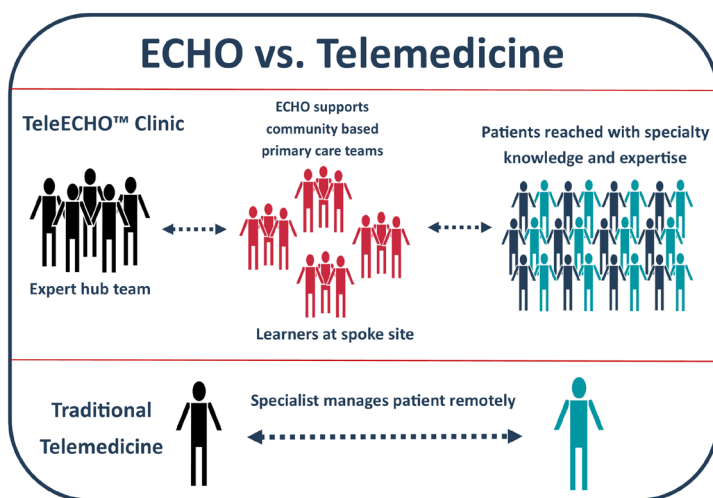 ECHO vs. Telemedicine
TeleECHO™ Clinic
ECHO supports
community based
primary care teams
Patients reached with specialty
knowledge and expertise
Expert hub team
Learners at spoke site
Traditional
Telemedicine
Specialist manages patient remotely